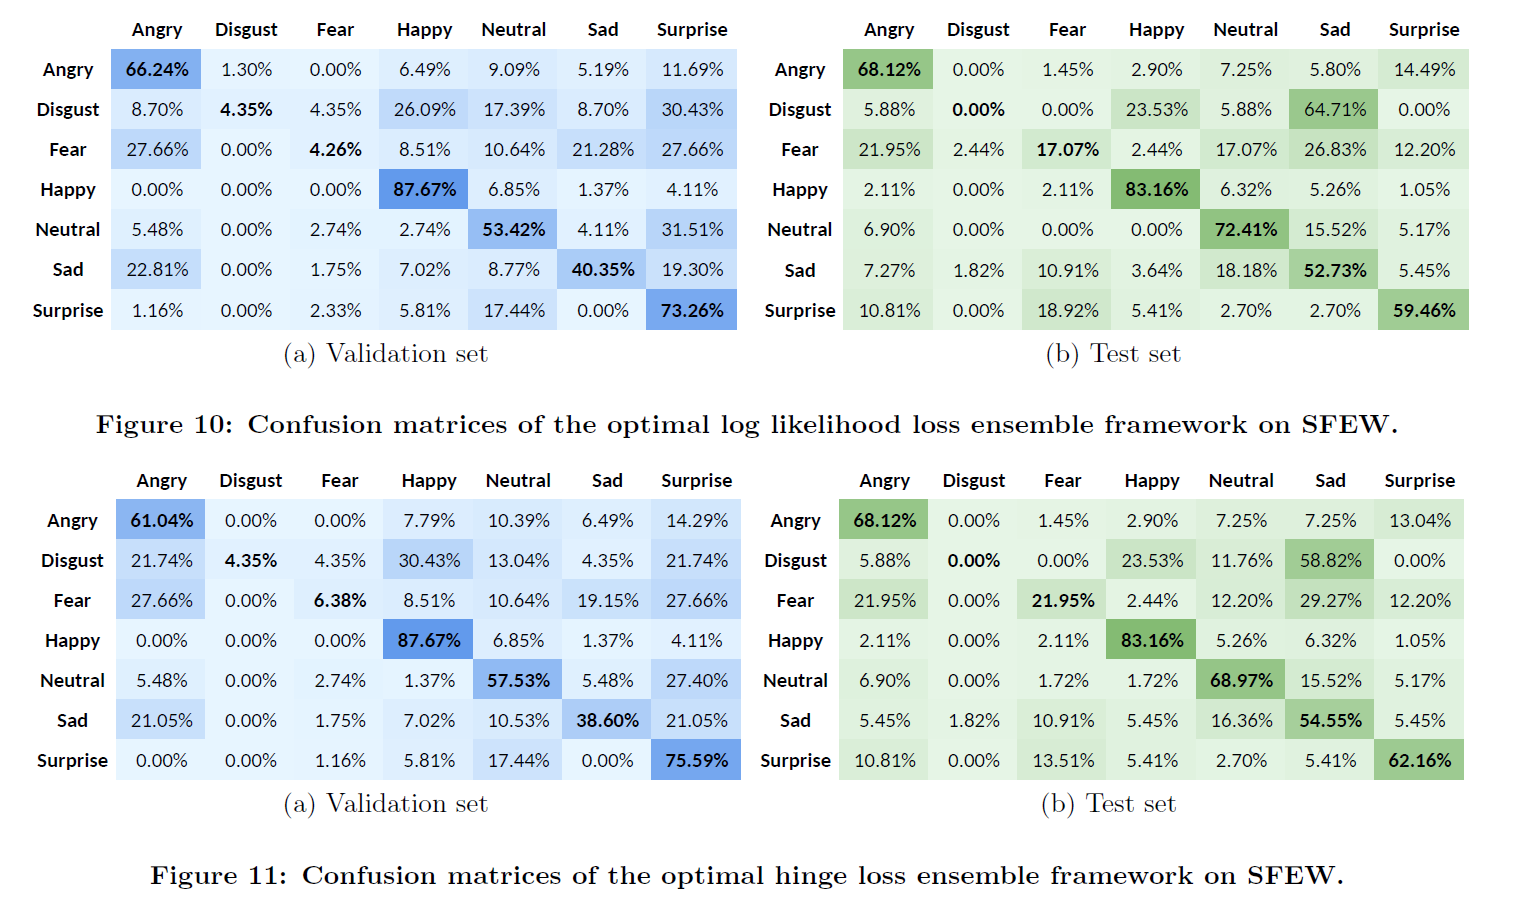 Angry Disgust Fear Happy Neutral Sad Surprise
Angry 66.24% 1.30% 0.00% 6.49% 9.09% 5.19% 11.69%
Disgust 8.70% 4.35% 4.35% 26.09% 17.39% 8.70% 30.43%
Fear 27.66% 0.00% 4.26% 8.51% 10.64% 21.28% 27.66%
Happy 0.00% 0.00% 0.00% 87.67% 6.85% 1.37% 4.11%
Neutral 5.48% 0.00% 2.74% 2.74% 53.42% 4.11% 31.51%
Sad 22.81% 0.00% 1.75% 7.02% 8.77% 40.35% 19.30%
Surprise 1.16% 0.00% 2.33% 5.81% 17.44% 0.00% 73.26%
(a) Validation set
Angry Disgust Fear Happy Neutral Sad Surprise
Angry 68.12% 0.00% 1.45% 2.90% 7.25% 5.80% 14.49%
Disgust 5.88% 0.00% 0.00% 23.53% 5.88% 64.71% 0.00%
Fear 21.95% 2.44% 17.07% 2.44% 17.07% 26.83% 12.20%
Happy 2.11% 0.00% 2.11% 83.16% 6.32% 5.26% 1.05%
Neutral 6.90% 0.00% 0.00% 0.00% 72.41% 15.52% 5.17%
Sad 7.27% 1.82% 10.91% 3.64% 18.18% 52.73% 5.45%
Surprise 10.81% 0.00% 18.92% 5.41% 2.70% 2.70% 59.46%
(b) Test set
Figure 10: Confusion matrices of the optimal log likelihood loss ensemble framework on SFEW.
Angry Disgust Fear Happy Neutral Sad Surprise
Angry 61.04% 0.00% 0.00% 7.79% 10.39% 6.49% 14.29%
Disgust 21.74% 4.35% 4.35% 30.43% 13.04% 4.35% 21.74%
Fear 27.66% 0.00% 6.38% 8.51% 10.64% 19.15% 27.66%
Happy 0.00% 0.00% 0.00% 87.67% 6.85% 1.37% 4.11%
Neutral 5.48% 0.00% 2.74% 1.37% 57.53% 5.48% 27.40%
Sad 21.05% 0.00% 1.75% 7.02% 10.53% 38.60% 21.05%
Surprise 0.00% 0.00% 1.16% 5.81% 17.44% 0.00% 75.59%
(a) Validation set
Angry Disgust Fear Happy Neutral Sad Surprise
Angry 68.12% 0.00% 1.45% 2.90% 7.25% 7.25% 13.04%
Disgust 5.88% 0.00% 0.00% 23.53% 11.76% 58.82% 0.00%
Fear 21.95% 0.00% 21.95% 2.44% 12.20% 29.27% 12.20%
Happy 2.11% 0.00% 2.11% 83.16% 5.26% 6.32% 1.05%
Neutral 6.90% 0.00% 1.72% 1.72% 68.97% 15.52% 5.17%
Sad 5.45% 1.82% 10.91% 5.45% 16.36% 54.55% 5.45%
Surprise 10.81% 0.00% 13.51% 5.41% 2.70% 5.41% 62.16%
(b) Test set
Figure 11: Confusion matrices of the optimal hinge loss ensemble framework on SFEW.